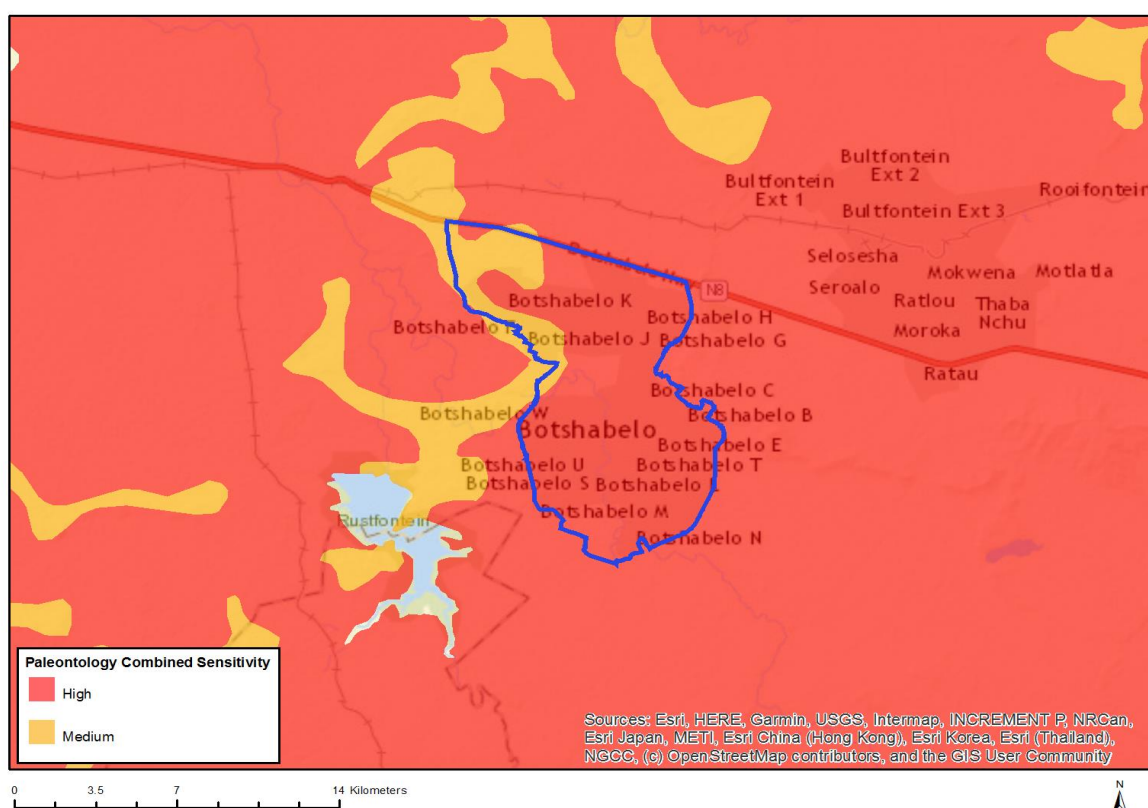 Bultfontein
Ext 2
Bultfontein
Ext 1
Rooifontein
Bultfontein Ext 3
Selosesha
Mokwena
Motlatla
Seroalo
Ratlou
Thaba
Nchu
Moroka
Ratau
N8
Botshabelo K
Botshabelo H
Botshabelo
Botshabelo J
Botshabelo G
Botshabelo C
Botshabelo W
Botshabelo B
Botshabelo
Botshabelo E
Botshabelo U
Botshabelo T
Botshabelo S
Botshabelo L
Botshabelo M
Rustfontein
Botshabelo N
Paleontology Combined Sensitivity
High
Medium
Sources: Esri, HERE, Garmin, USGS, Intermap, INCREMENT P, NRCan,
Esri Japan, METI, Esri China (Hong Kong), Esri Korea, Esri (Thailand),
NGCC, (c) OpenStreetMap contributors, and the GIS User Community
0 3.5 7 14 Kilometers
N